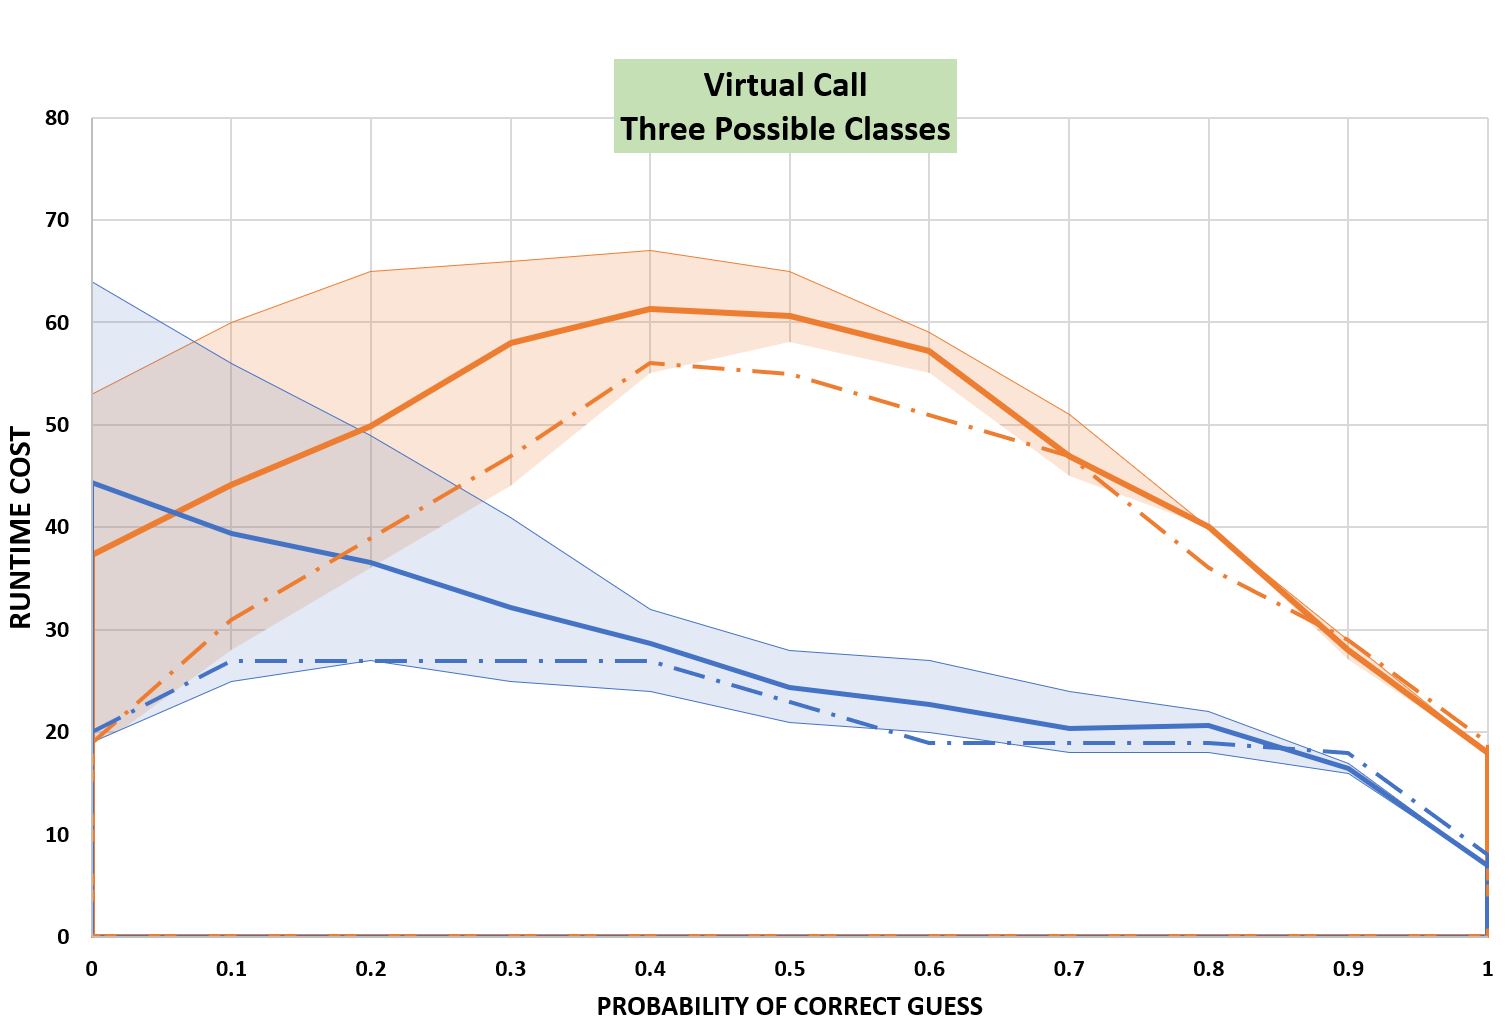 Virtual Call
Three Possible Classes
80
70
60
50
40
30
20
10
0
RUNTIME COST
0 0.1 0.2 0.3 0.4 0.5 0.6 0.7 0.8 0.9 1
PROBABILITY OF CORRECT GUESS